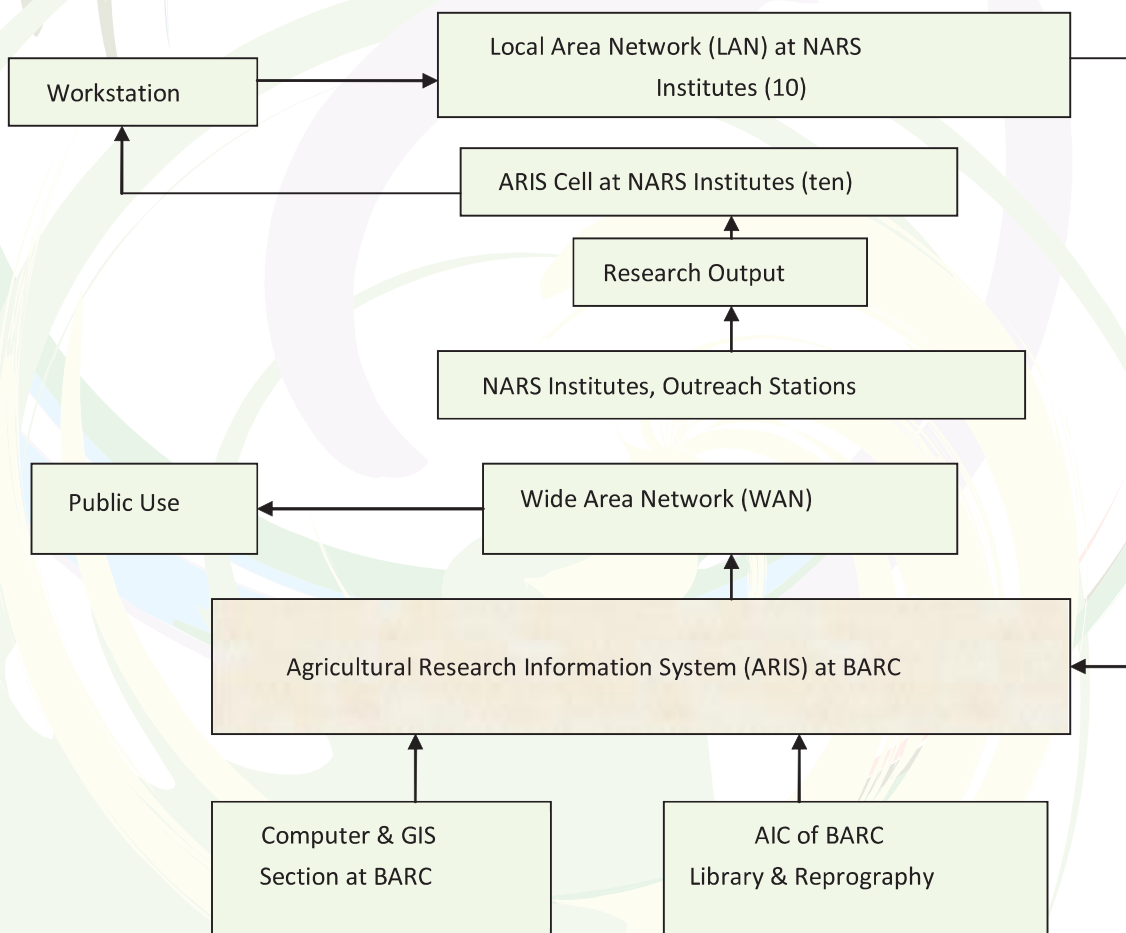 Local Area Network (LAN) at NARS
Institutes (10)
Workstation
ARIS Cell at NARS Institutes (ten)
Research Output
NARS Institutes, Outreach Stations
Public Use
Wide Area Network (WAN)
Agricultural Research Information System (ARIS) at BARC
Computer & GIS
Section at BARC
AIC of BARC
Library & Reprography